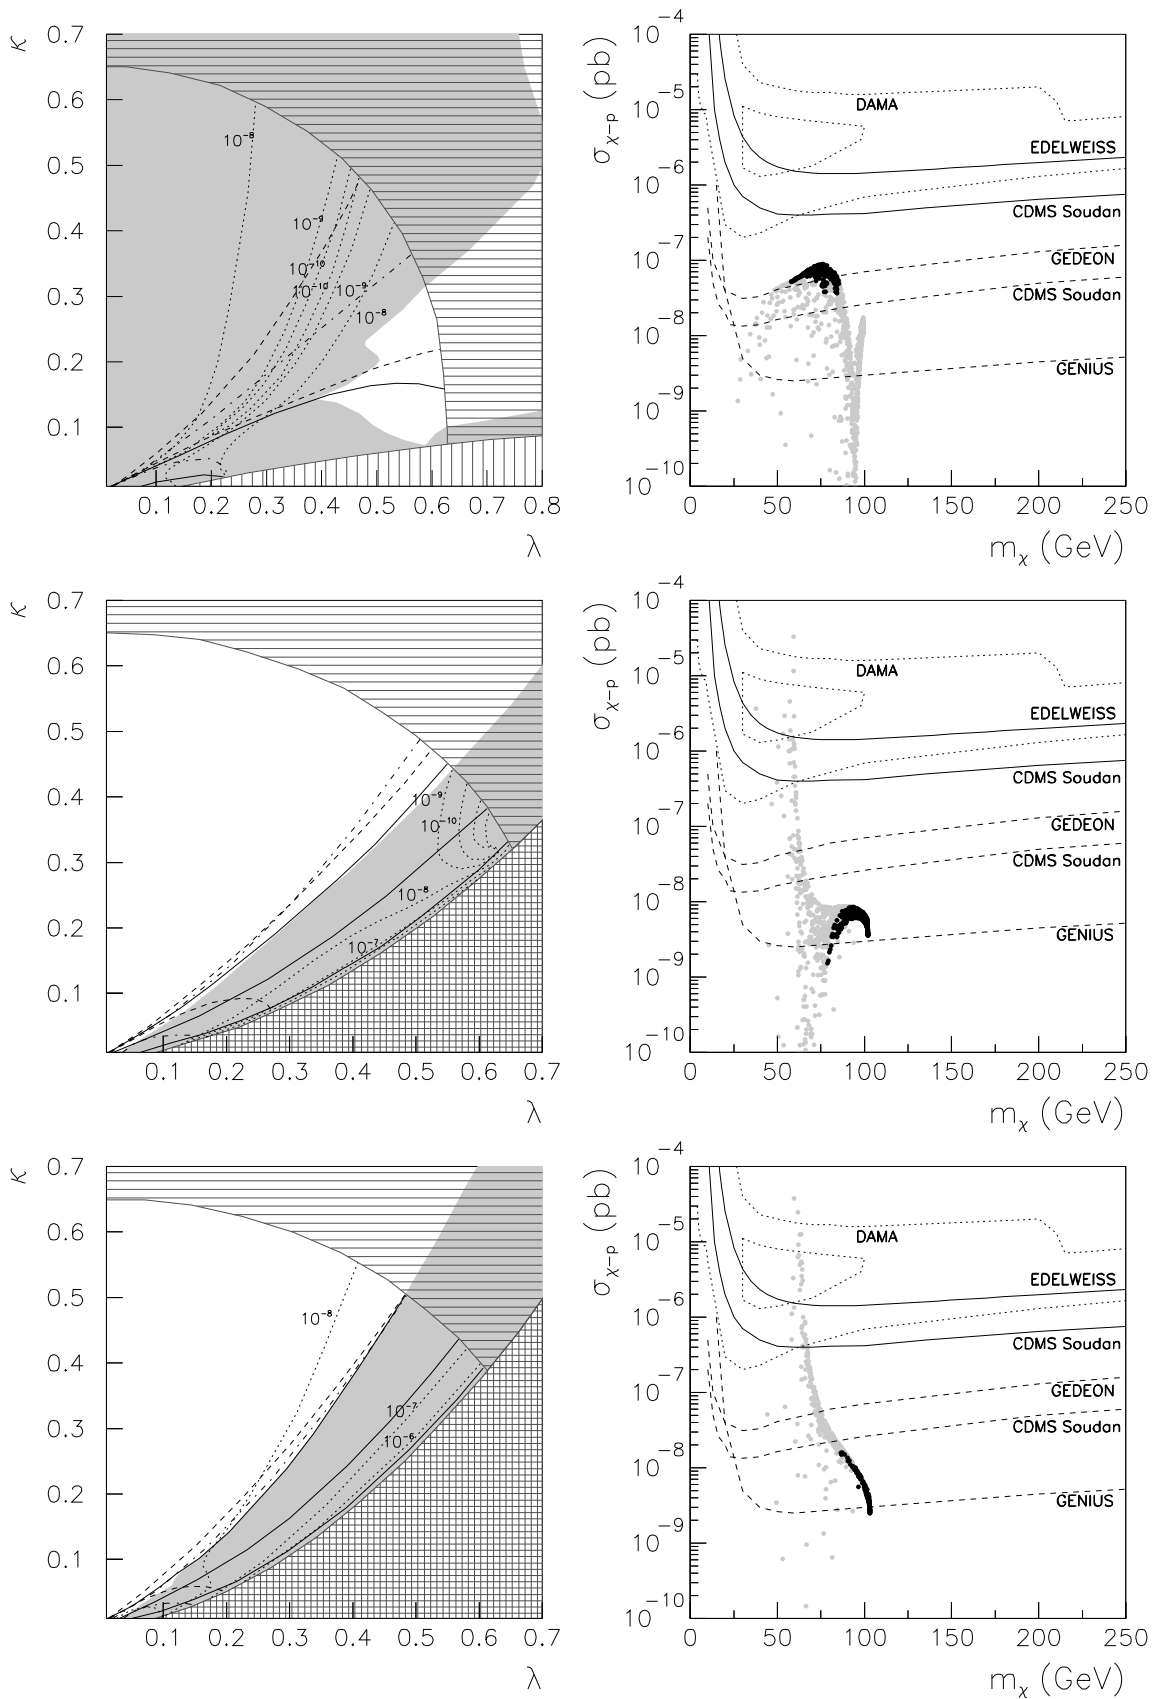 κ
0.7
0.6
0.5
0.4
0.3
0.2
0.1
10⁻⁸
10⁻⁹
10⁻¹⁰
10⁻¹⁰
10⁻⁹
10⁻⁸
0.1 0.2 0.3 0.4 0.5 0.6 0.7 0.8
λ
σχ-p (pb)
10⁻⁴
10⁻⁵
10⁻⁶
10⁻⁷
10⁻⁸
10⁻⁹
10⁻¹⁰
DAMA
EDELWEISS
CDMS Soudan
GEDEON
CDMS Soudan
GENIUS
0 50 100 150 200 250
mχ (GeV)
κ
0.7
0.6
0.5
0.4
0.3
0.2
0.1
10⁻⁹
10⁻¹⁰
10⁻⁸
10⁻⁷
0.1 0.2 0.3 0.4 0.5 0.6 0.7
λ
σχ-p (pb)
10⁻⁴
10⁻⁵
10⁻⁶
10⁻⁷
10⁻⁸
10⁻⁹
10⁻¹⁰
DAMA
EDELWEISS
CDMS Soudan
GEDEON
CDMS Soudan
GENIUS
0 50 100 150 200 250
mχ (GeV)
κ
0.7
0.6
0.5
0.4
0.3
0.2
0.1
10⁻⁸
10⁻⁷
10⁻⁶
0.1 0.2 0.3 0.4 0.5 0.6 0.7
λ
σχ-p (pb)
10⁻⁴
10⁻⁵
10⁻⁶
10⁻⁷
10⁻⁸
10⁻⁹
10⁻¹⁰
DAMA
EDELWEISS
CDMS Soudan
GEDEON
CDMS Soudan
GENIUS
0 50 100 150 200 250
mχ (GeV)